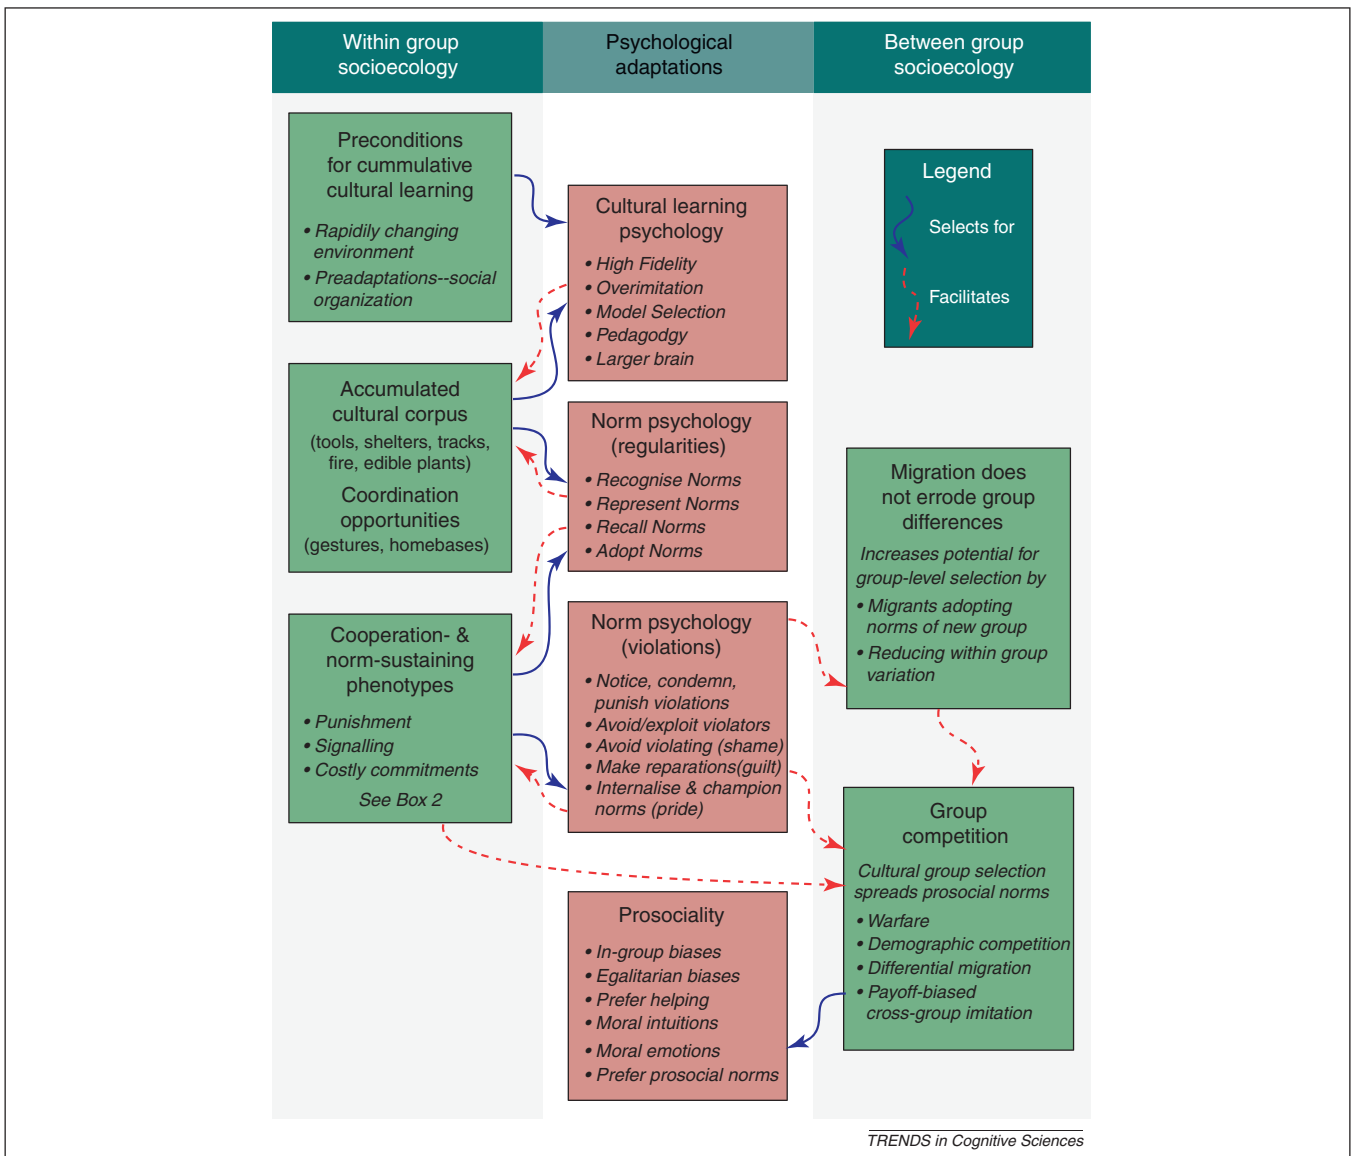 Within group
socioecology
Psychological
adaptations
Between group
socioecology
Preconditions
for cummulative
cultural learning
• Rapidily changing
environment
• Preadaptations--social
organization
Accumulated
cultural corpus
(tools, shelters, tracks,
fire, edible plants)
Coordination
opportunities
(gestures, homebases)
Cooperation- &
norm-sustaining
phenotypes
• Punishment
• Signalling
• Costly commitments
See Box 2
Cultural learning
psychology
• High Fidelity
• Overimitation
• Model Selection
• Pedagodgy
• Larger brain
Norm psychology
(regularities)
• Recognise Norms
• Represent Norms
• Recall Norms
• Adopt Norms
Norm psychology
(violations)
• Notice, condemn,
punish violations
• Avoid/exploit violators
• Avoid violating (shame)
• Make reparations(guilt)
• Internalise & champion
norms (pride)
Prosociality
• In-group biases
• Egalitarian biases
• Prefer helping
• Moral intuitions
• Moral emotions
• Prefer prosocial norms
Legend
Selects for
Facilitates
Migration does
not errode group
differences
Increases potential for
group-level selection by
• Migrants adopting
norms of new group
• Reducing within group
variation
Group
competition
Cultural group selection
spreads prosocial norms
• Warfare
• Demographic competition
• Differential migration
• Payoff-biased
cross-group imitation
TRENDS in Cognitive Sciences